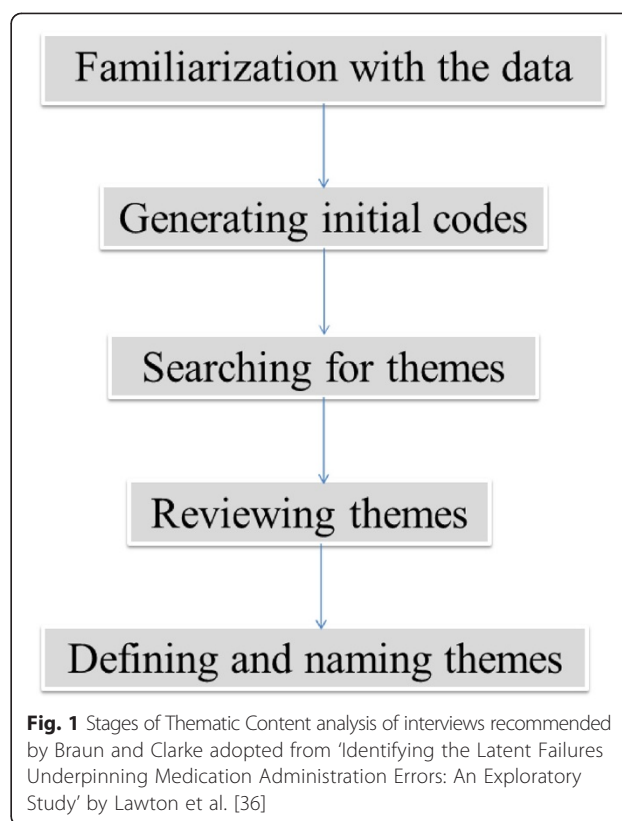 Familiarization with the data
Generating initial codes
Searching for themes
Reviewing themes
Defining and naming themes
Fig. 1 Stages of Thematic Content analysis of interviews recommended
by Braun and Clarke adopted from ‘Identifying the Latent Failures
Underpinning Medication Administration Errors: An Exploratory
Study’ by Lawton et al. [36]